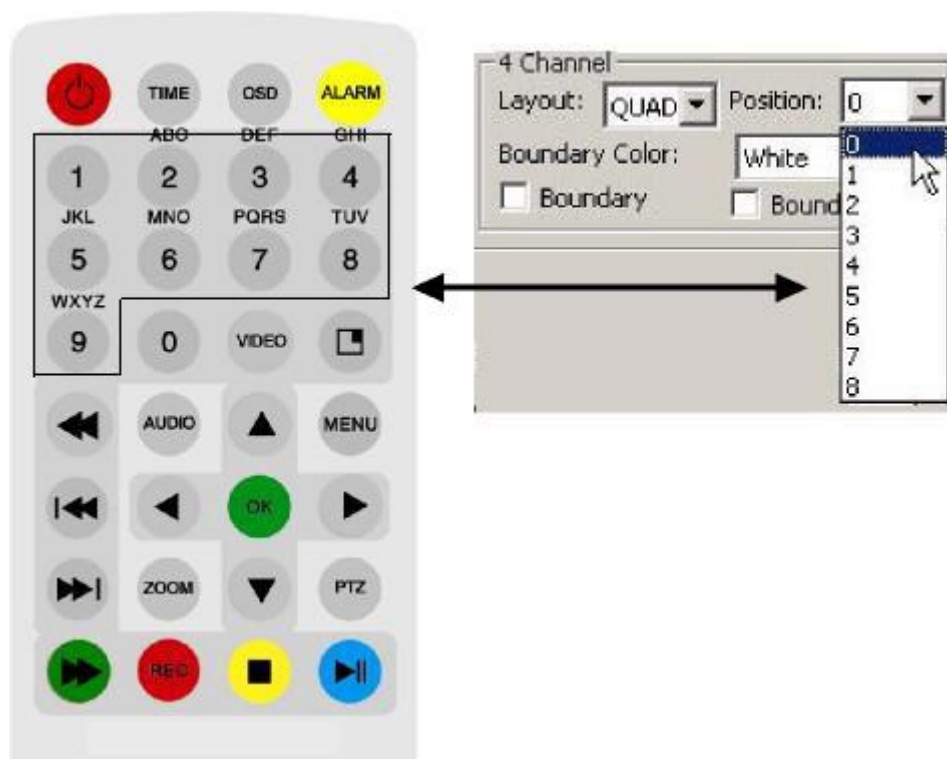 TIME OSD ALARM
ABC DEF GHI
1 2 3 4
JKL MNO PQRS TUV
5 6 7 8
WXYZ
9 0 VIDEO
AUDIO MENU
OK
ZOOM PTZ
REC
4 Channel
Layout: QUAD Position: 0
Boundary Color: White
Boundary Bound
0
1
2
3
4
5
6
7
8